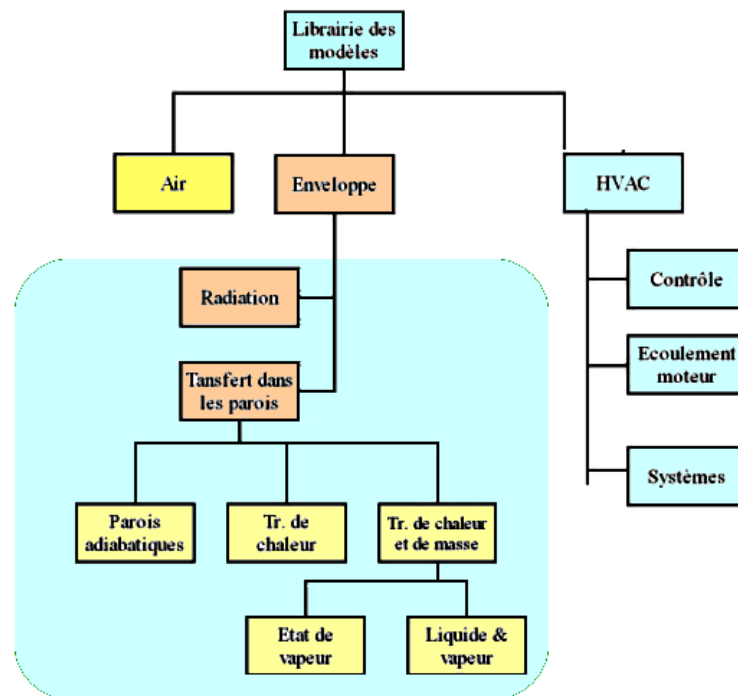 Librairie des
modèles
Air
Enveloppe
HVAC
Radiation
Contrôle
Ecoulement
moteur
Tansfert dans
les parois
Systèmes
Parois
adiabatiques
Tr. de
chaleur
Tr. de chaleur
et de masse
Etat de
vapeur
Liquide &
vapeur